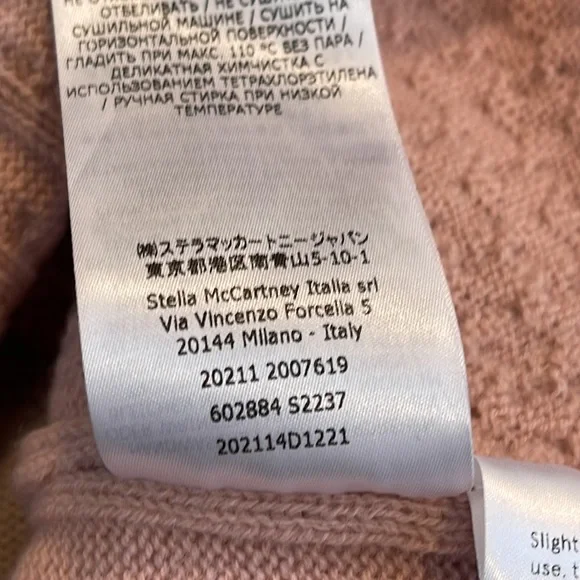 ОТБЕЛИВАТЬ / НЕ СУШИТЬ В
СУШИЛЬНОЙ МАШИНЕ / СУШИТЬ НА
ГОРИЗОНТАЛЬНОЙ ПОВЕРХНОСТИ /
ГЛАДИТЬ ПРИ МАКС. 110 °C БЕЗ ПАРА /
ДЕЛИКАТНАЯ ХИМЧИСТКА С
ИСПОЛЬЗОВАНИЕМ ТЕТРАХЛОРЭТИЛЕНА
/ РУЧНАЯ СТИРКА ПРИ НИЗКОЙ
ТЕМПЕРАТУРЕ
(株)ステラマッカートニージャパン
東京都港区南青山5-10-1
Stella McCartney Italia srl
Via Vincenzo Forcella 5
20144 Milano - Italy
20211 2007619
602884 S2237
202114D1221
Slight
use, t